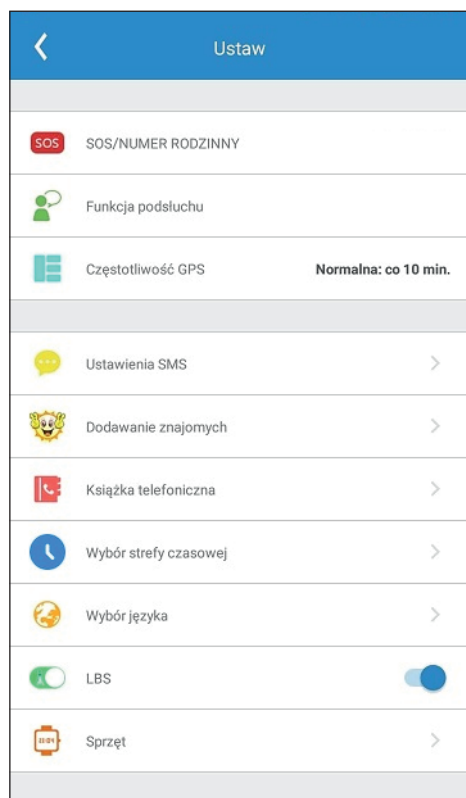 Ustaw
SOS SOS/NUMER RODZINNY
Funkcja podsłuchu
Częstotliwość GPS Normalna: co 10 min.
Ustawienia SMS
Dodawanie znajomych
Książka telefoniczna
Wybór strefy czasowej
Wybór języka
LBS
Sprzęt